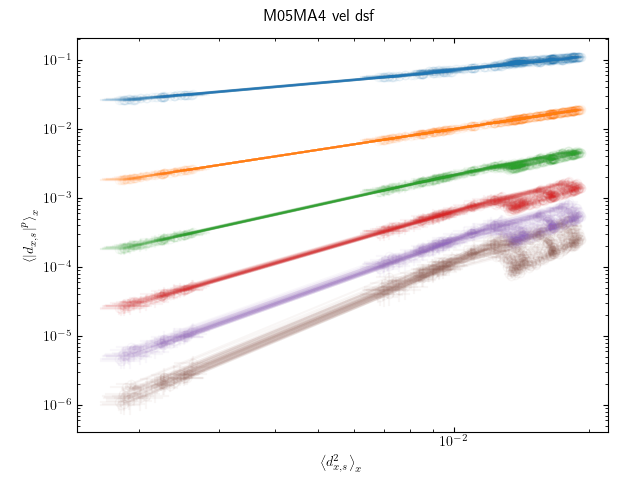 M05MA4 vel dsf
10⁻¹
10⁻²
10⁻³
10⁻⁴
10⁻⁵
10⁻⁶
⟨|d_{x,s}|^p⟩_x
10⁻²
⟨d²_{x,s}⟩_x